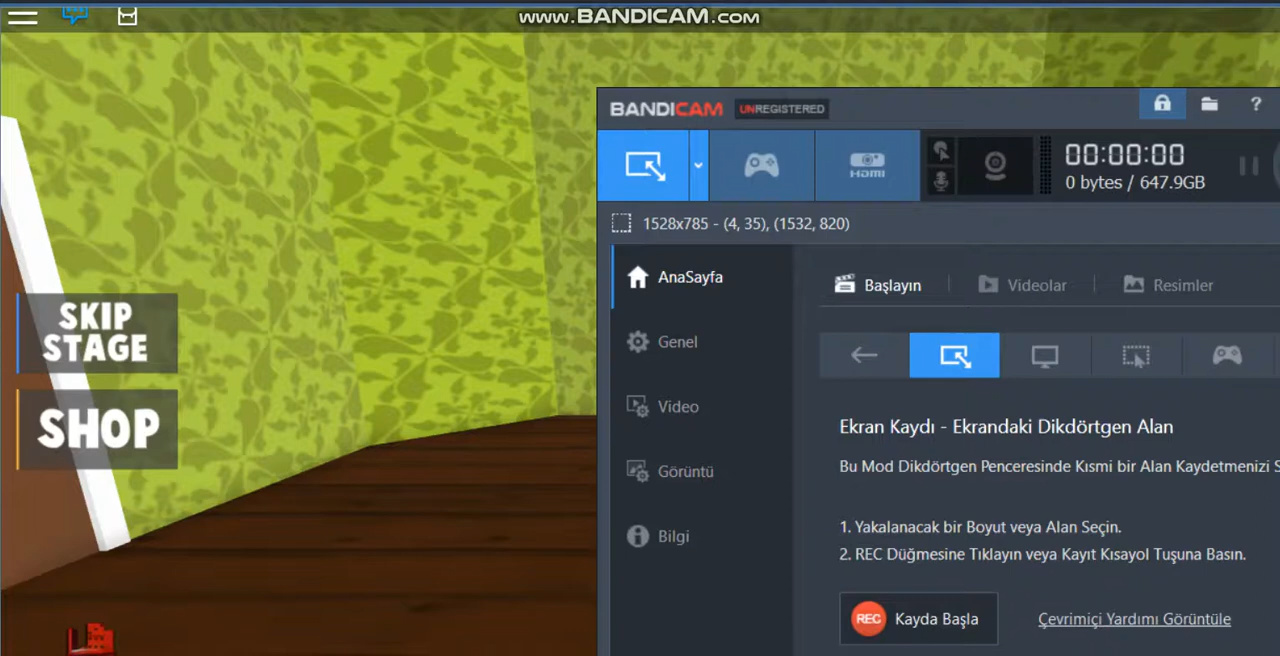 www.BANDICAM.com
BANDICAM UNREGISTERED
?
HDMI
00:00:00
0 bytes / 647.9GB
1528x785 - (4, 35), (1532, 820)
AnaSayfa
Başlayın
Videolar
Resimler
Genel
Video
Görüntü
Bilgi
SKIP
STAGE
SHOP
Ekran Kaydı - Ekrandaki Dikdörtgen Alan
Bu Mod Dikdörtgen Penceresinde Kısmi bir Alan Kaydetmenizi S
1. Yakalanacak bir Boyut veya Alan Seçin.
2. REC Düğmesine Tıklayın veya Kayıt Kısayol Tuşuna Basın.
REC Kayda Başla
Çevrimiçi Yardımı Görüntüle